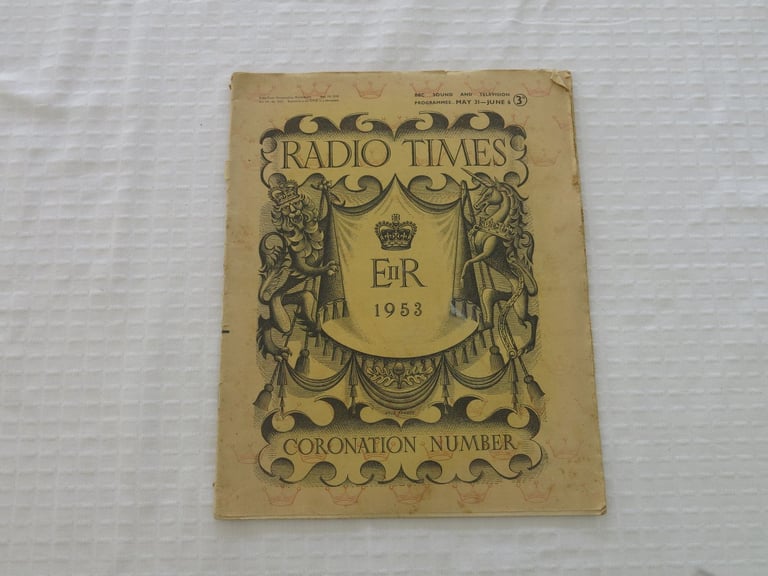 BBC SOUND AND TELEVISION
PROGRAMMES. MAY 31—JUNE 6
3D
RADIO TIMES
EIIR
1953
CORONATION NUMBER